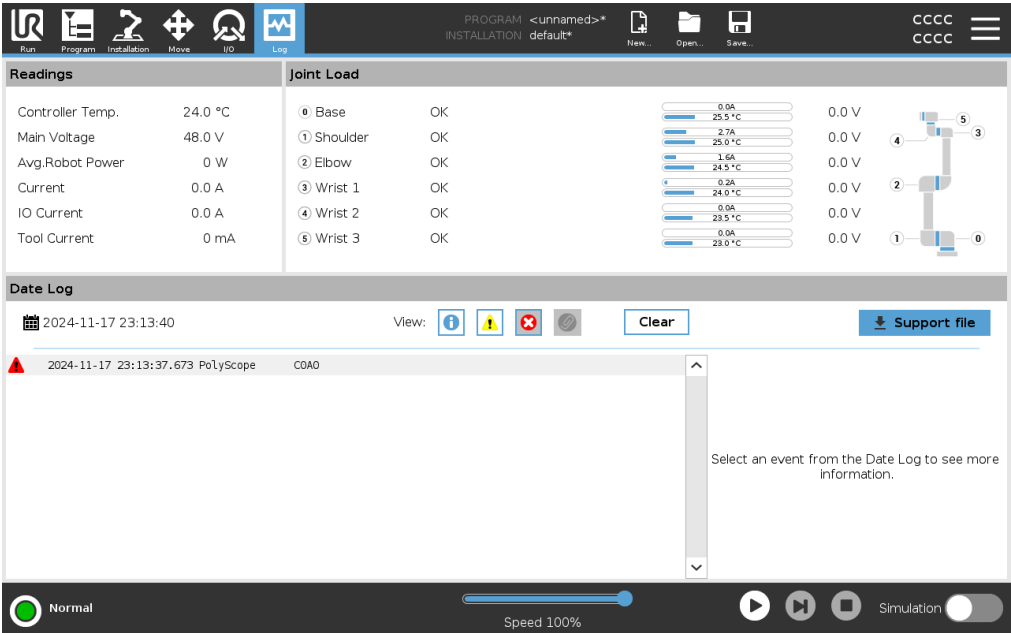 UR
PROGRAM <unnamed>*
INSTALLATION default*
CCCC
CCCC
Run Program Installation Move I/O Log New... Open... Save...
Readings
Controller Temp. 24.0 °C
Main Voltage 48.0 V
Avg.Robot Power 0 W
Current 0.0 A
IO Current 0.0 A
Tool Current 0 mA
Joint Load
0 Base OK 0.0A 25.5 °C 0.0 V
1 Shoulder OK 2.7A 25.0 °C 0.0 V
2 Elbow OK 1.6A 24.5 °C 0.0 V
3 Wrist 1 OK 0.2A 24.0 °C 0.0 V
4 Wrist 2 OK 0.0A 23.5 °C 0.0 V
5 Wrist 3 OK 0.0A 23.0 °C 0.0 V
5
4 3
2
1 0
Date Log
2024-11-17 23:13:40 View: Clear Support file
2024-11-17 23:13:37.673 PolyScope C0A0
Select an event from the Date Log to see more
information.
Normal
Speed 100%
Simulation